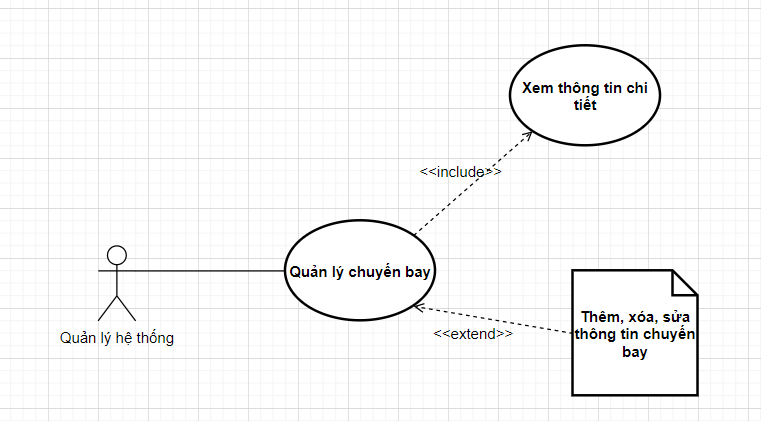 Xem thông tin chi
tiết
<<include>>
Quản lý chuyến bay
Quản lý hệ thống
<<extend>>
Thêm, xóa, sửa
thông tin chuyến
bay